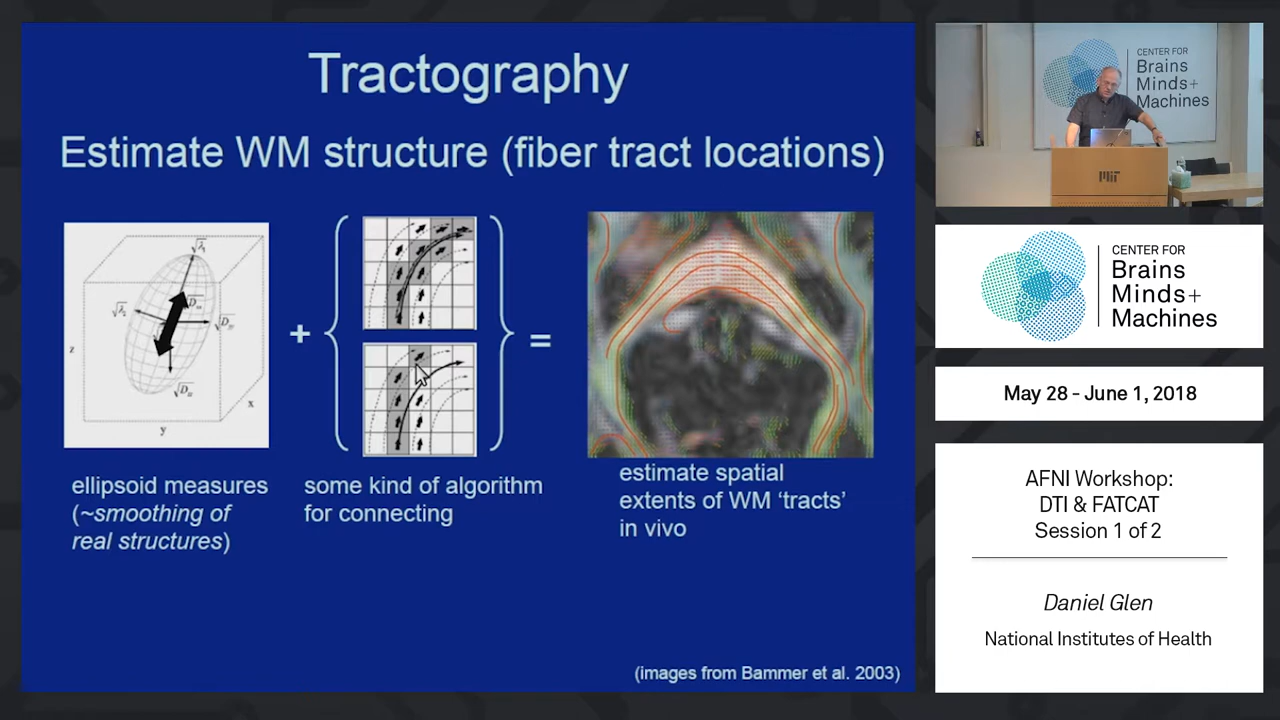 Tractography
Estimate WM structure (fiber tract locations)
z
y
x
+
=
ellipsoid measures
(~smoothing of
real structures)
some kind of algorithm
for connecting
estimate spatial
extents of WM 'tracts'
in vivo
(images from Bammer et al. 2003)
CENTER FOR
Brains
Minds+
Machines
MIT
CENTER FOR
Brains
Minds+
Machines
May 28 - June 1, 2018
AFNI Workshop:
DTI & FATCAT
Session 1 of 2
Daniel Glen
National Institutes of Health